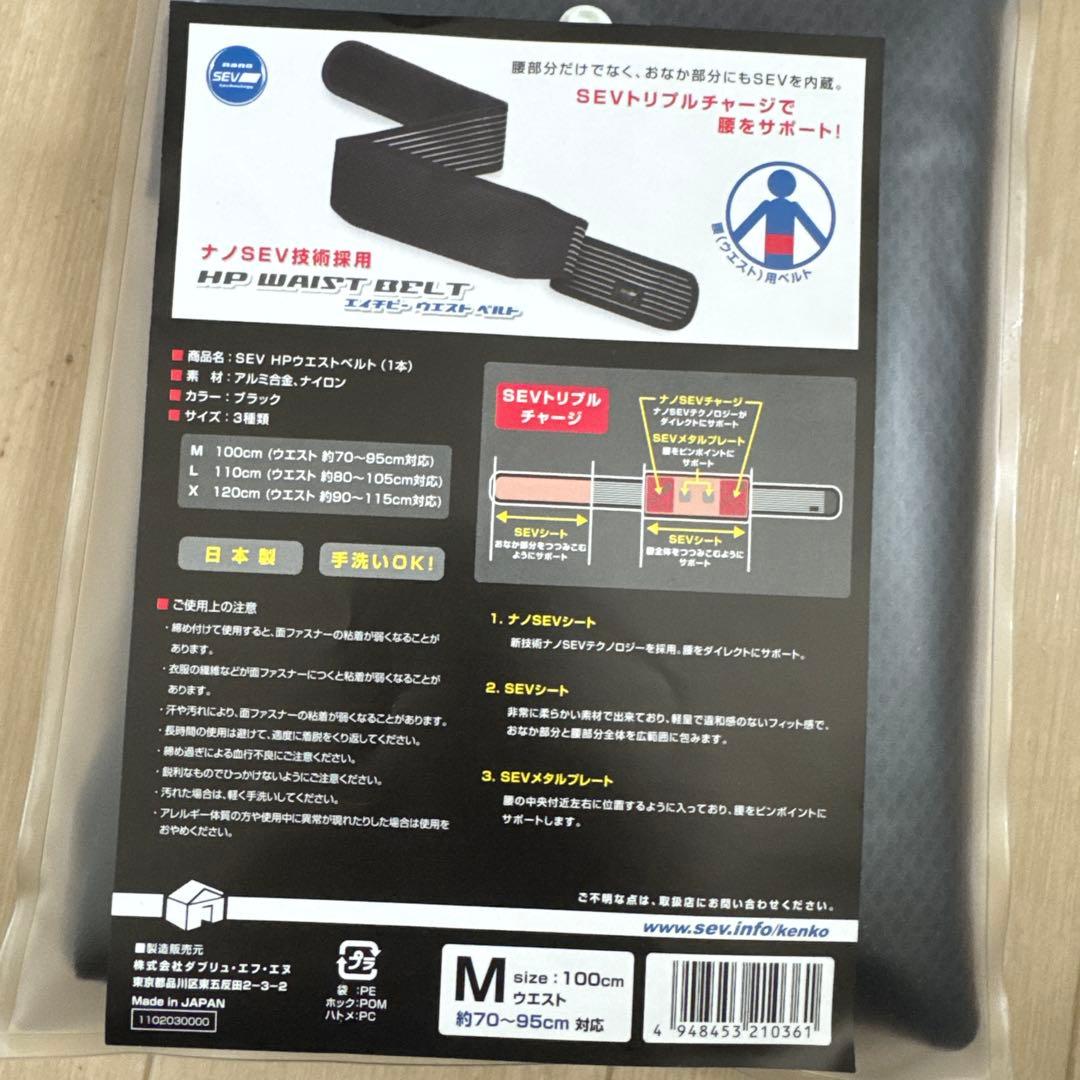 nano
SEV
technology
腰部分だけでなく、おなか部分にもSEVを内蔵。
SEVトリプルチャージで
腰をサポート!
腰(ウエスト)用ベルト
ナノSEV技術採用
HP WAIST BELT
エイチピー ウエスト ベルト
■商品名:SEV HPウエストベルト(1本)
■素 材:アルミ合金、ナイロン
■カラー:ブラック
■サイズ:3種類
M 100cm (ウエスト 約70〜95cm対応)
L 110cm (ウエスト 約80〜105cm対応)
X 120cm (ウエスト 約90〜115cm対応)
日本製
手洗いOK!
SEVトリプル
チャージ
ナノSEVチャージ
ナノSEVテクノロジーが
ダイレクトにサポート
SEVメタルプレート
腰をピンポイントに
サポート
SEVシート
おなか部分をつつみこむ
ようにサポート
SEVシート
腰全体をつつみこむように
サポート
■ご使用上の注意
・締め付けて使用すると、面ファスナーの粘着が弱くなることが
あります。
・衣服の繊維などが面ファスナーにつくと粘着が弱くなることが
あります。
・汗や汚れにより、面ファスナーの粘着が弱くなることがあります。
・長時間の使用は避けて、適度に着脱をくり返してください。
・締め過ぎによる血行不良にご注意ください。
・鋭利なものでひっかけないようにご注意ください。
・汚れた場合は、軽く手洗いしてください。
・アレルギー体質の方や使用中に異常が現れたりした場合は使用を
おやめください。
1. ナノSEVシート
新技術ナノSEVテクノロジーを採用。腰をダイレクトにサポート。
2. SEVシート
非常に柔らかい素材で出来ており、軽量で違和感のないフィット感で、
おなか部分と腰部分全体を広範囲に包みます。
3. SEVメタルプレート
腰の中央付近左右に位置するように入っており、腰をピンポイントに
サポートします。
ご不明な点は、取扱店にお問い合わせください。
www.sev.info/kenko
■製造販売元
株式会社ダブリュ・エフ・エヌ
東京都品川区東五反田2-3-2
Made in JAPAN
1102030000
プラ
袋 :PE
ホック:POM
ハトメ:PC
M size:100cm
ウエスト
約70〜95cm 対応
4 948453 210361